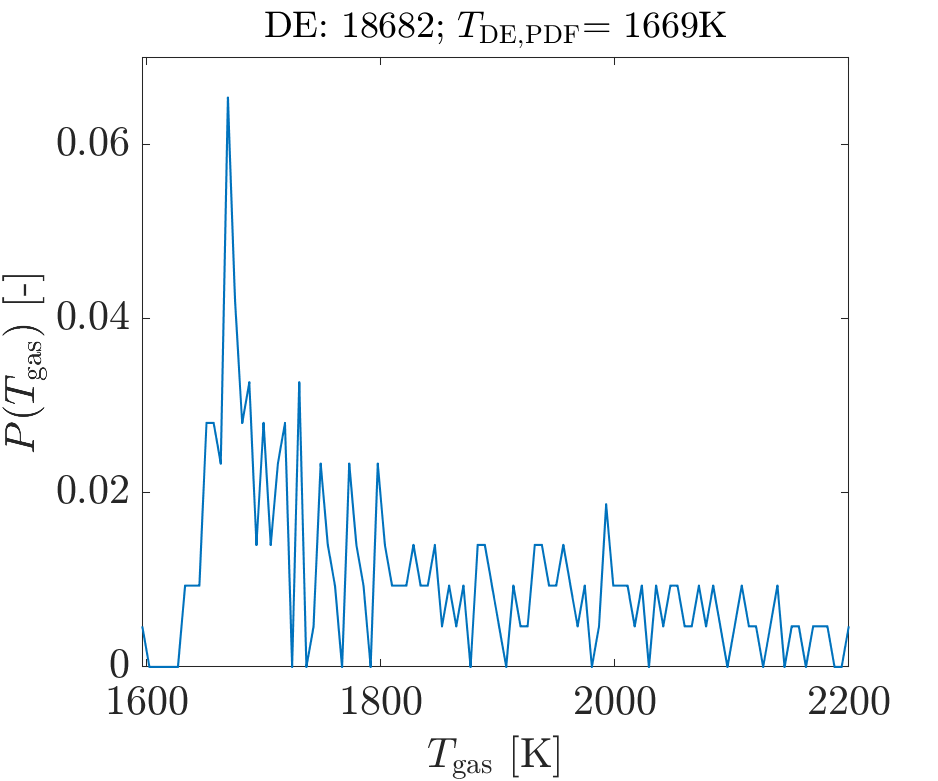 DE: 18682; T_DE,PDF= 1669K
P(T_gas) [-]
0.06
0.04
0.02
0
1600 1800 2000 2200
T_gas [K]